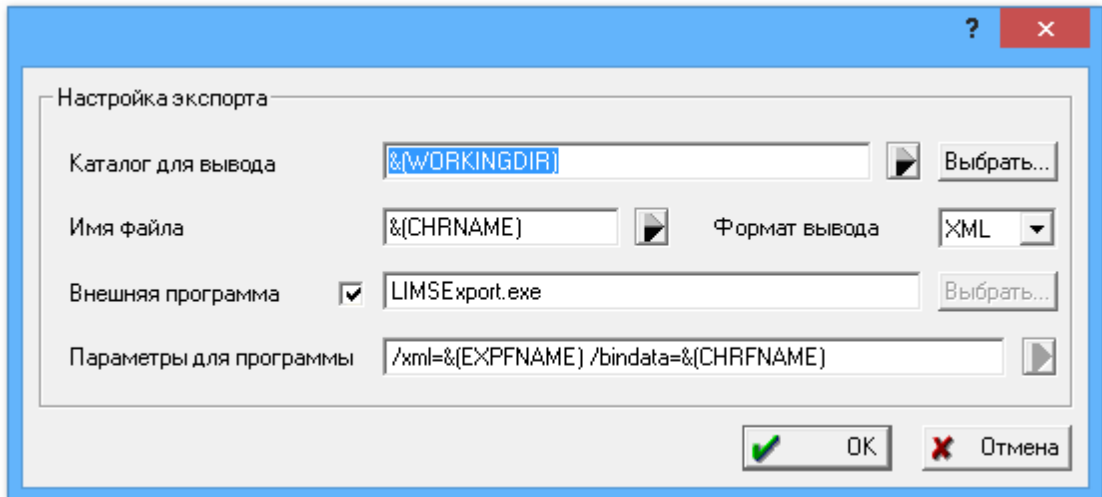 ?
Настройка экспорта
Каталог для вывода &(WORKINGDIR) Выбрать...
Имя файла &(CHRNAME) Формат вывода XML
Внешняя программа LIMSExport.exe Выбрать...
Параметры для программы /xml=&(EXPFNAME) /bindata=&(CHRFNAME)
OK Отмена